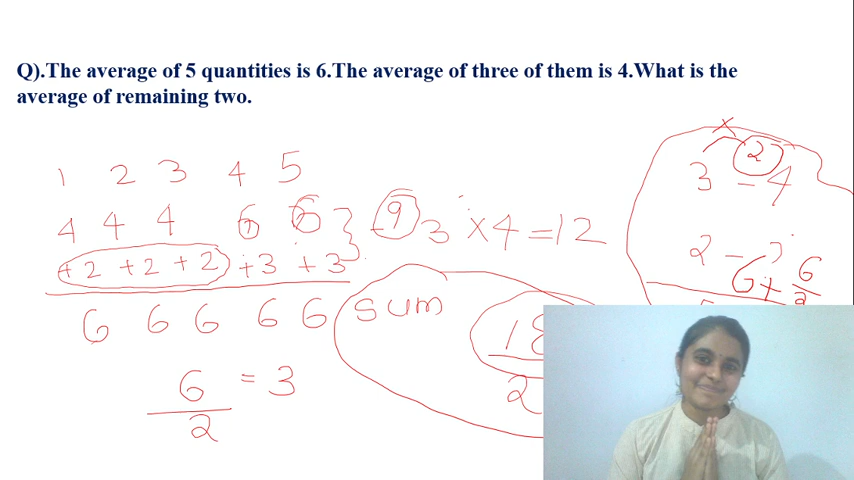 Q).The average of 5 quantities is 6.The average of three of them is 4.What is the
average of remaining two.
1 2 3 4 5
4 4 4 6 6 } - 9
3 × 4 = 12
+2 +2 +2 +3 +3
6 6 6 6 6
sum
18
2
6 = 3
2
×
2
3 - 4
2 -
6 + 6
2